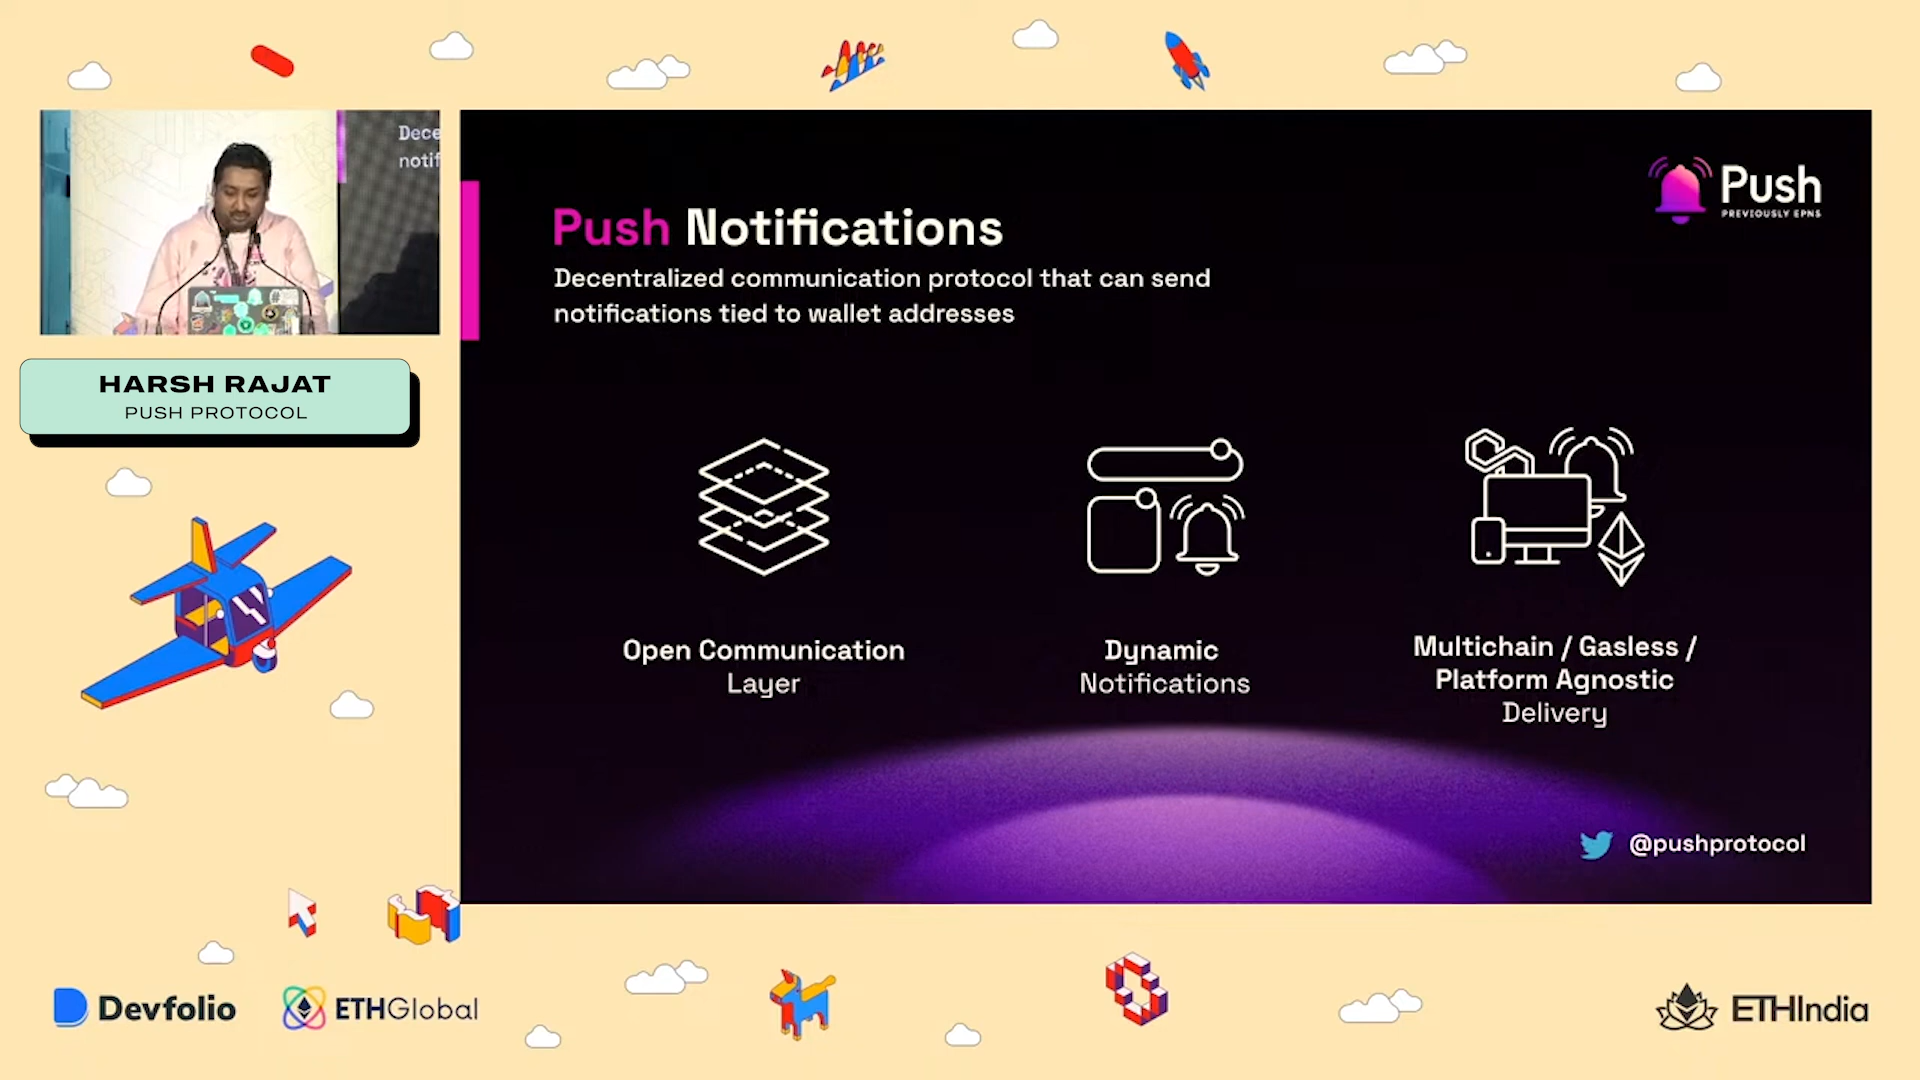 Dece
notif
HARSH RAJAT
PUSH PROTOCOL
Push
PREVIOUSLY EPNS
Push Notifications
Decentralized communication protocol that can send
notifications tied to wallet addresses
Open Communication
Layer
Dynamic
Notifications
Multichain / Gasless /
Platform Agnostic
Delivery
@pushprotocol
Devfolio
ETHGlobal
ETHIndia